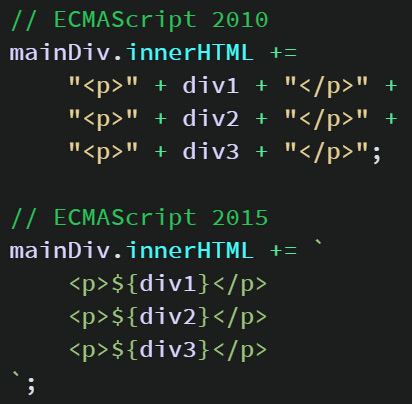 // ECMAScript 2010
mainDiv.innerHTML +=
    "<p>" + div1 + "</p>" +
    "<p>" + div2 + "</p>" +
    "<p>" + div3 + "</p>";

// ECMAScript 2015
mainDiv.innerHTML += `
    <p>${div1}</p>
    <p>${div2}</p>
    <p>${div3}</p>
`;